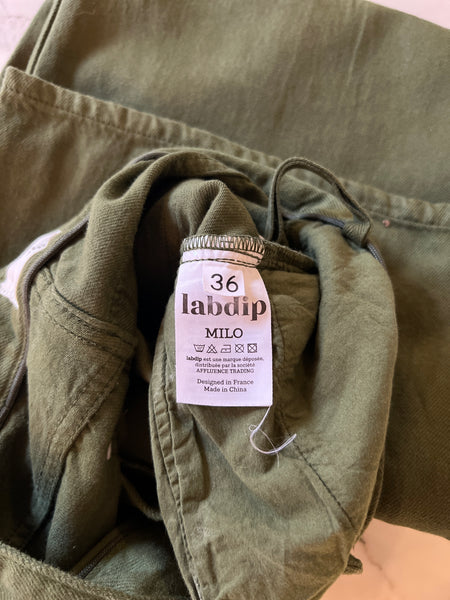 36
labdip
MILO
labdip est une marque déposée,
distribuée par la société
AFFLUENCE TRADING
Designed in France
Made in China